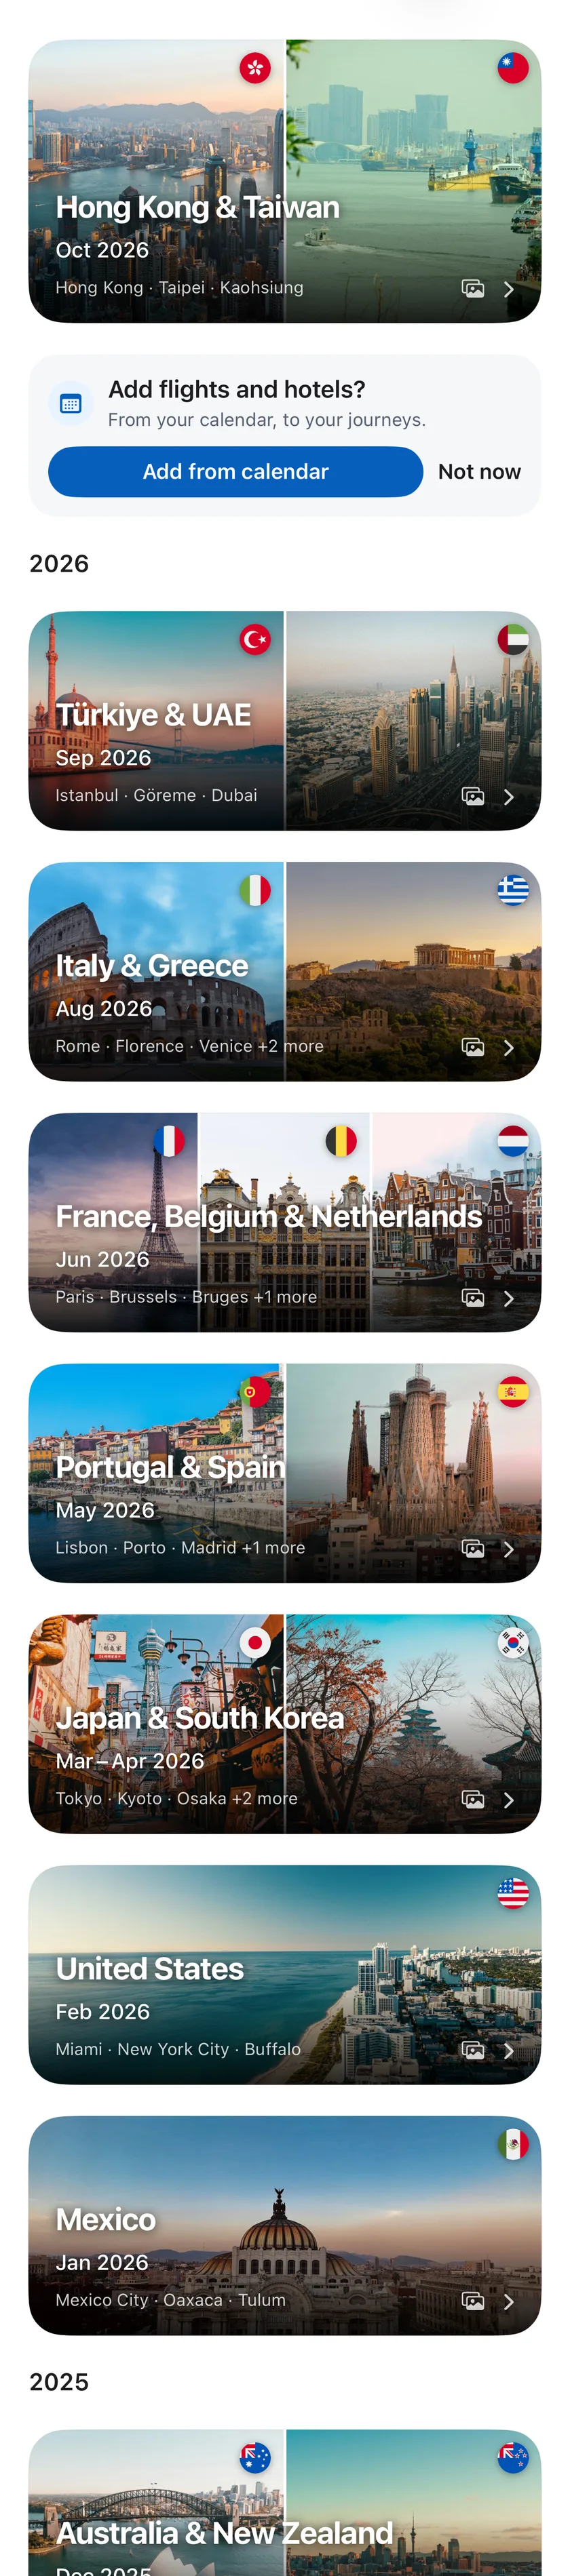 Hong Kong & Taiwan
Oct 2026
Hong Kong · Taipei · Kaohsiung
Add flights and hotels?
From your calendar, to your journeys.
Add from calendar
Not now
2026
Türkiye & UAE
Sep 2026
Istanbul · Göreme · Dubai
Italy & Greece
Aug 2026
Rome · Florence · Venice +2 more
France, Belgium & Netherlands
Jun 2026
Paris · Brussels · Bruges +1 more
Portugal & Spain
May 2026
Lisbon · Porto · Madrid +1 more
Japan & South Korea
Mar – Apr 2026
Tokyo · Kyoto · Osaka +2 more
United States
Feb 2026
Miami · New York City · Buffalo
Mexico
Jan 2026
Mexico City · Oaxaca · Tulum
2025
Australia & New Zealand
Dec 2025